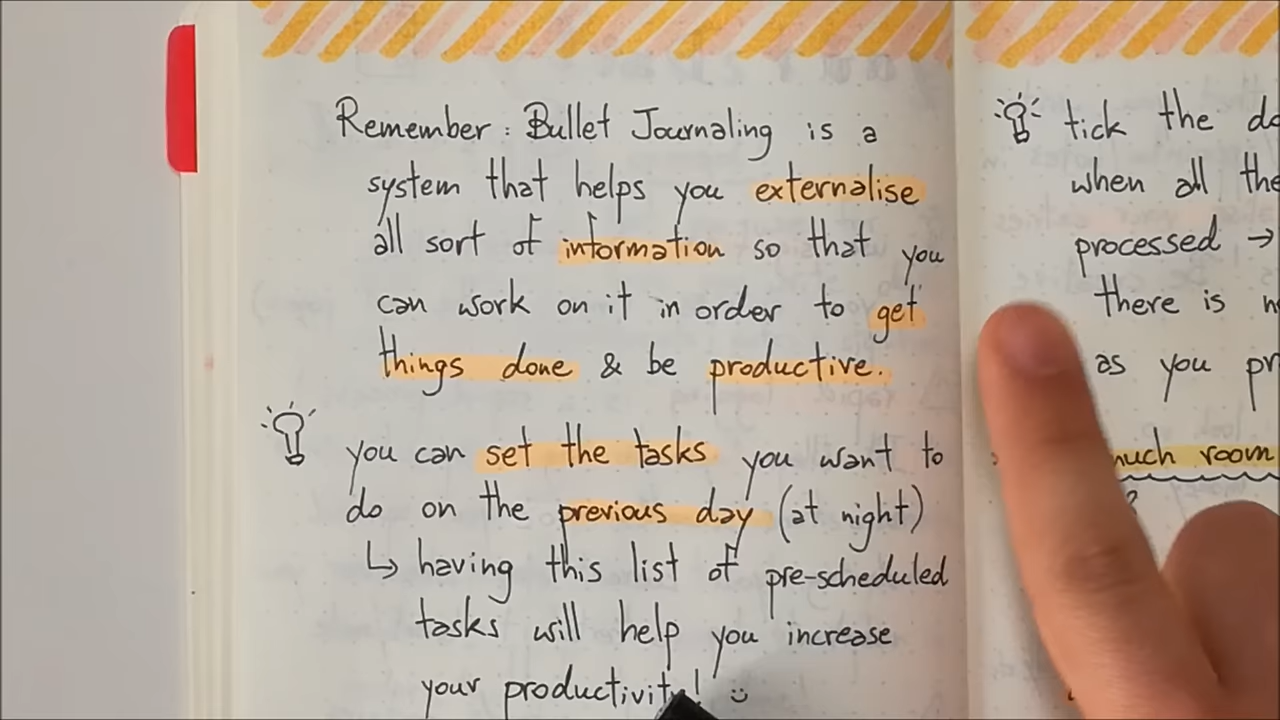 Remember: Bullet Journaling is a
system that helps you externalise
all sort of information so that you
can work on it in order to get
things done & be productive.
you can set the tasks you want to
do on the previous day (at night)
↳ having this list of pre-scheduled
tasks will help you increase
your productivity! :)
tick the
when all
processed →
there is
as you
much room
?